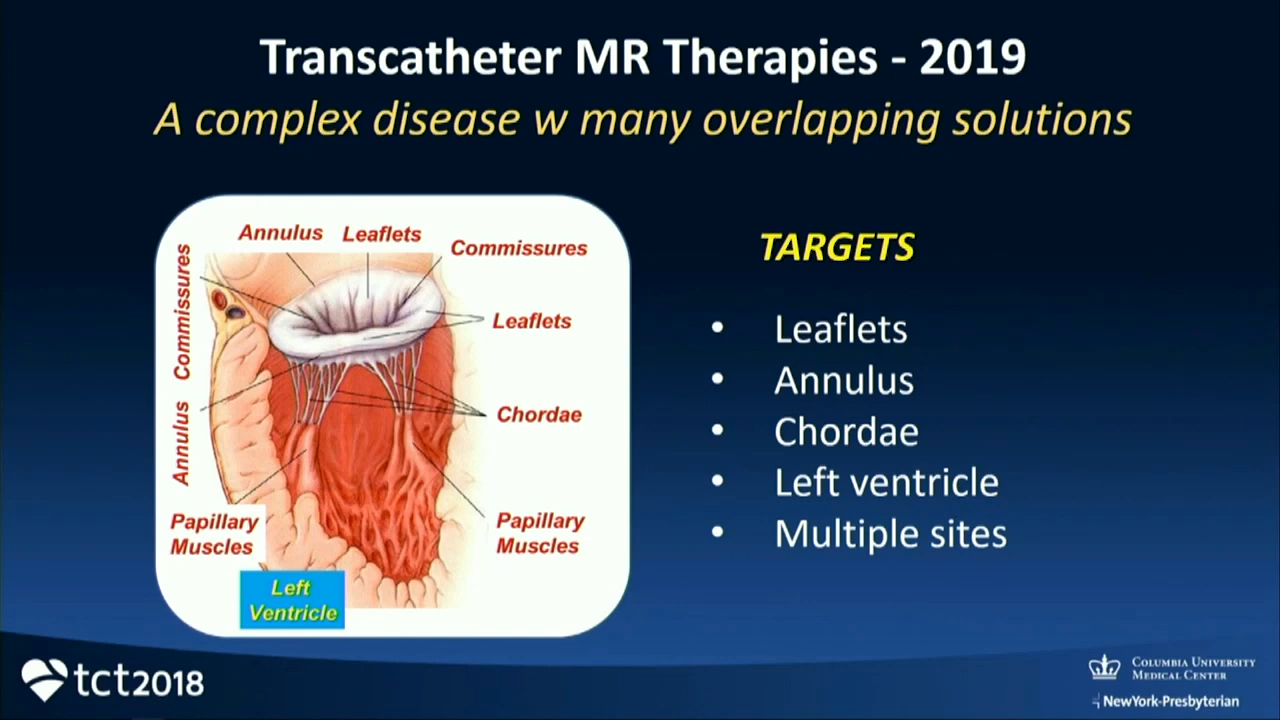 Transcatheter MR Therapies - 2019
A complex disease w many overlapping solutions
Annulus
Leaflets
Commissures
Commissures
Leaflets
Annulus
Chordae
Papillary
Muscles
Papillary
Muscles
Left
Ventricle
TARGETS
• Leaflets
• Annulus
• Chordae
• Left ventricle
• Multiple sites
tct2018
COLUMBIA UNIVERSITY
MEDICAL CENTER
NewYork-Presbyterian